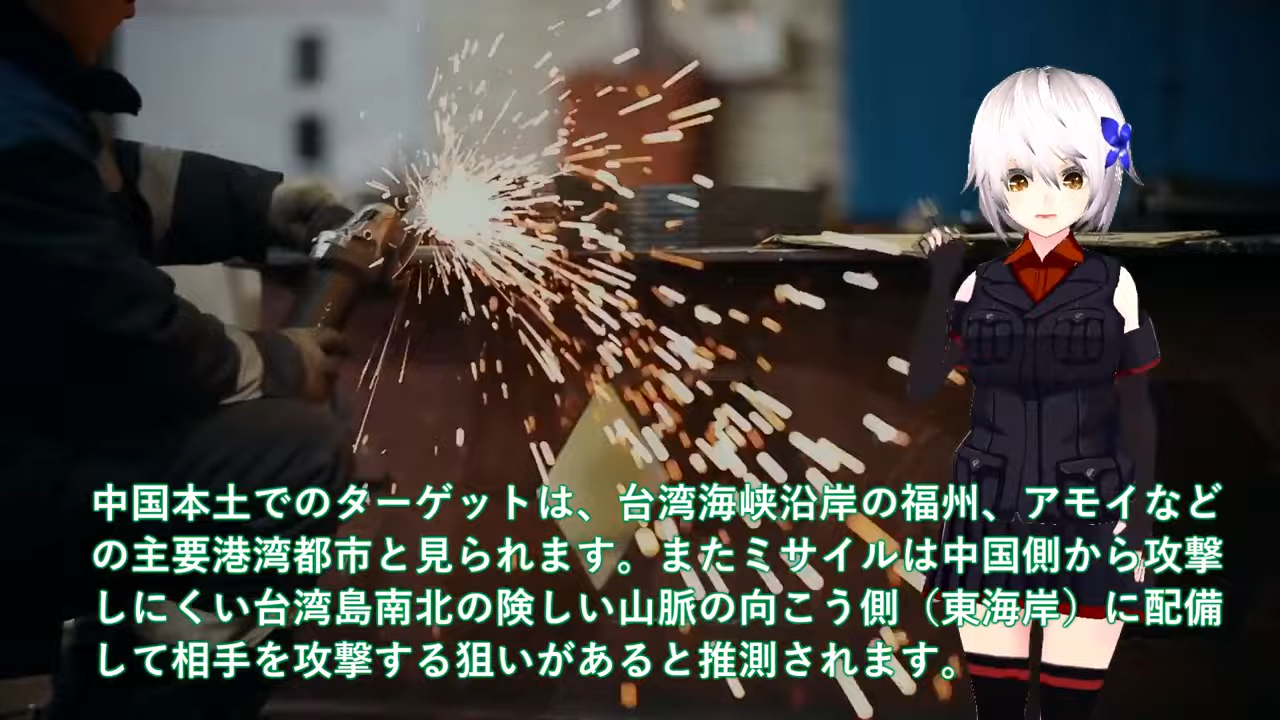 中国本土でのターゲットは、台湾海峡沿岸の福州、アモイなど
の主要港湾都市と見られます。またミサイルは中国側から攻撃
しにくい台湾島南北の険しい山脈の向こう側（東海岸）に配備
して相手を攻撃する狙いがあると推測されます。